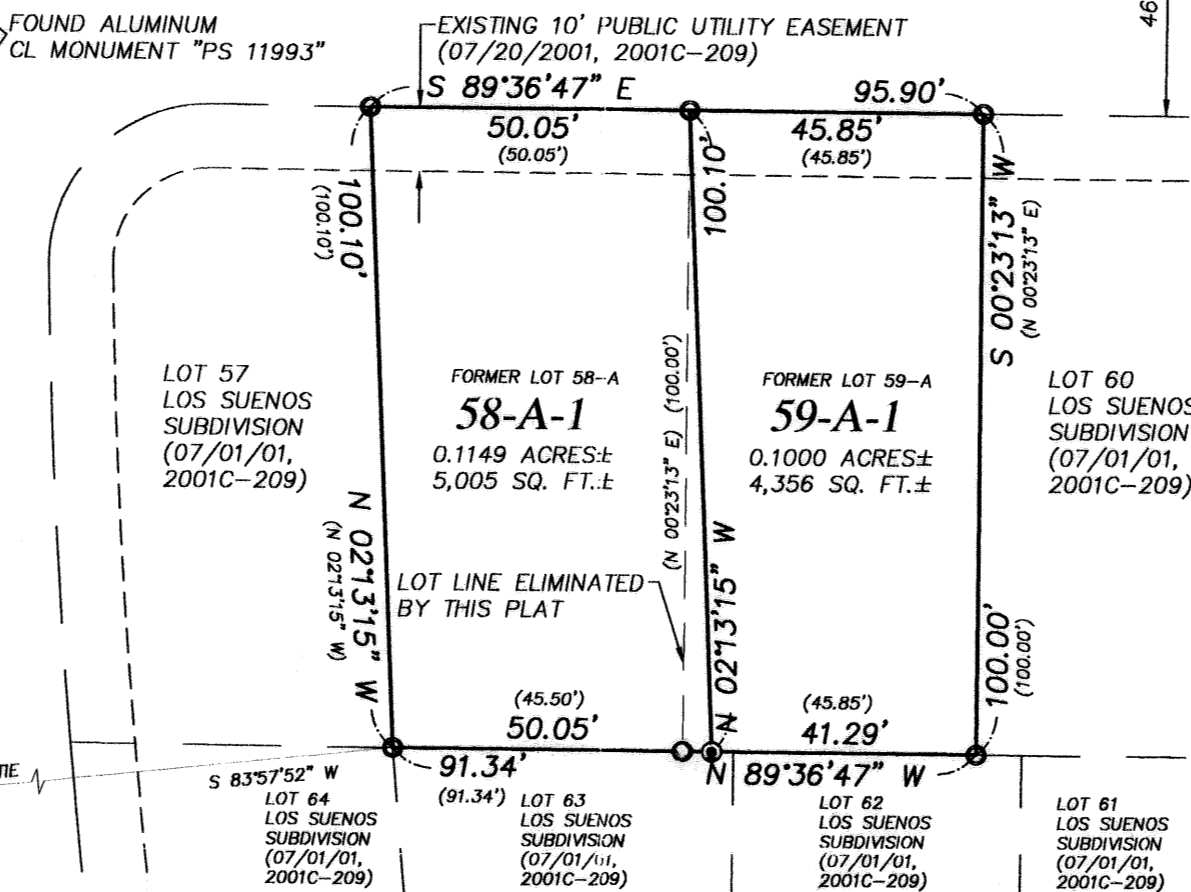 FOUND ALUMINUM
CL MONUMENT "PS 11993"
EXISTING 10' PUBLIC UTILITY EASEMENT
(07/20/2001, 2001C-209)
46
S 89°36'47" E
95.90'
50.05'
(50.05')
45.85'
(45.85')
100.10'
(100.10')
100.10'
S 00°23'13" W
(N 00°23'13" E)
LOT 57
LOS SUENOS
SUBDIVISION
(07/01/01,
2001C-209)
FORMER LOT 58-A
58-A-1
0.1149 ACRES±
5,005 SQ. FT.±
(N 00°23'13" E) (100.00')
FORMER LOT 59-A
59-A-1
0.1000 ACRES±
4,356 SQ. FT.±
LOT 60
LOS SUENOS
SUBDIVISION
(07/01/01,
2001C-209)
N 02°13'15" W
(N 02°13'15" W)
LOT LINE ELIMINATED
BY THIS PLAT
N 02°13'15" W
100.00'
(100.00')
(45.50')
50.05'
(45.85')
41.29'
TIE
S 83°57'52" W
91.34'
(91.34')
N 89°36'47" W
LOT 64
LOS SUENOS
SUBDIVISION
(07/01/01,
2001C-209)
LOT 63
LOS SUENOS
SUBDIVISION
(07/01/01,
2001C-209)
LOT 62
LOS SUENOS
SUBDIVISION
(07/01/01,
2001C-209)
LOT 61
LOS SUENOS
SUBDIVISION
(07/01/01,
2001C-209)